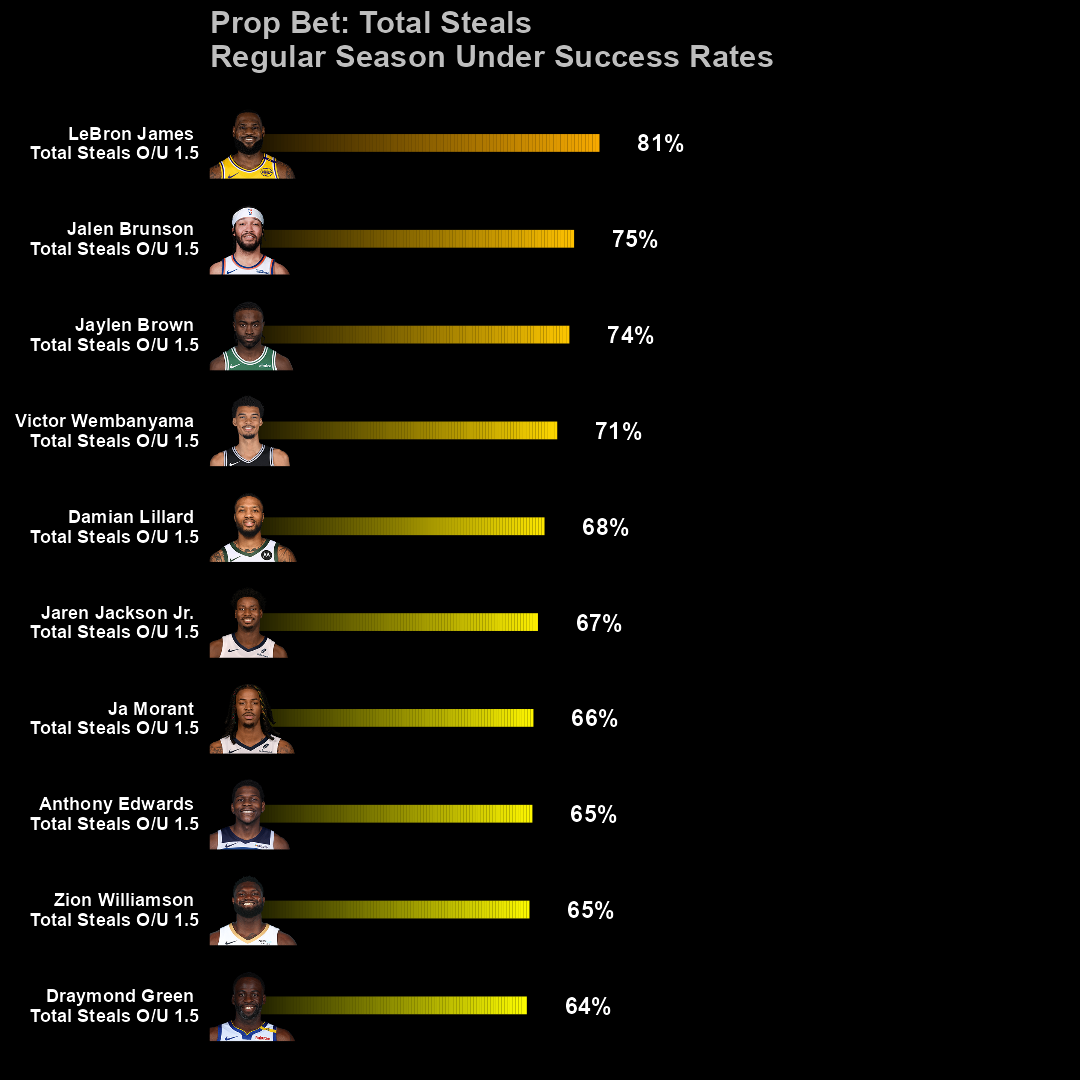 Prop Bet: Total Steals
Regular Season Under Success Rates
LeBron James
Total Steals O/U 1.5
81%
Jalen Brunson
Total Steals O/U 1.5
75%
Jaylen Brown
Total Steals O/U 1.5
74%
Victor Wembanyama
Total Steals O/U 1.5
71%
Damian Lillard
Total Steals O/U 1.5
68%
Jaren Jackson Jr.
Total Steals O/U 1.5
67%
Ja Morant
Total Steals O/U 1.5
66%
Anthony Edwards
Total Steals O/U 1.5
65%
Zion Williamson
Total Steals O/U 1.5
65%
Draymond Green
Total Steals O/U 1.5
64%